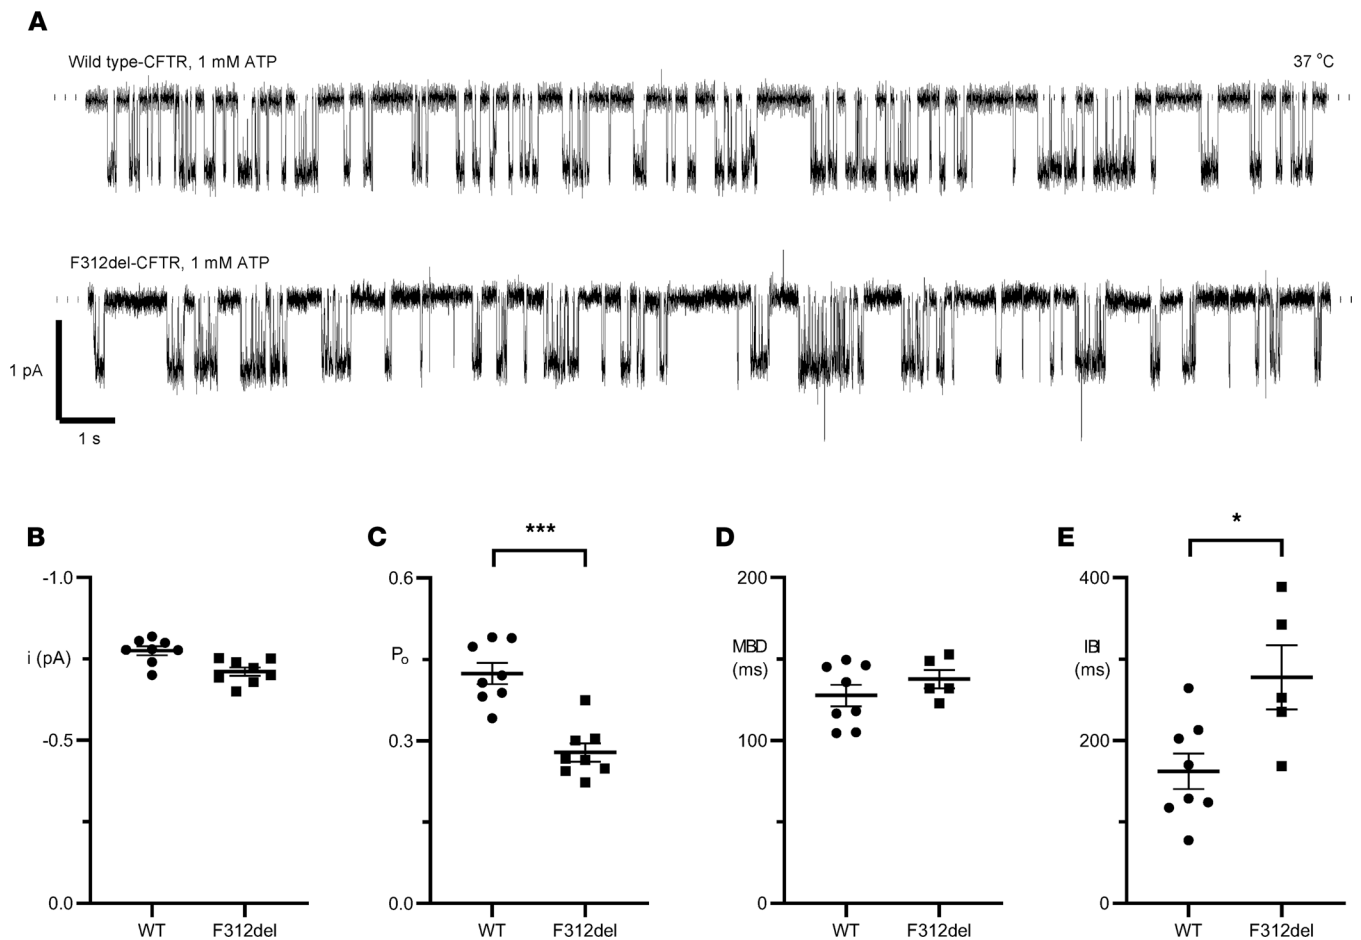 A
Wild type-CFTR, 1 mM ATP
37 °C
F312del-CFTR, 1 mM ATP
1 pA
1 s
B
-1.0
i (pA)
-0.5
0.0
WT
F312del
C
***
0.6
Po
0.3
0.0
WT
F312del
D
200
MBD
(ms)
100
0
WT
F312del
E
*
400
IBI
(ms)
200
0
WT
F312del